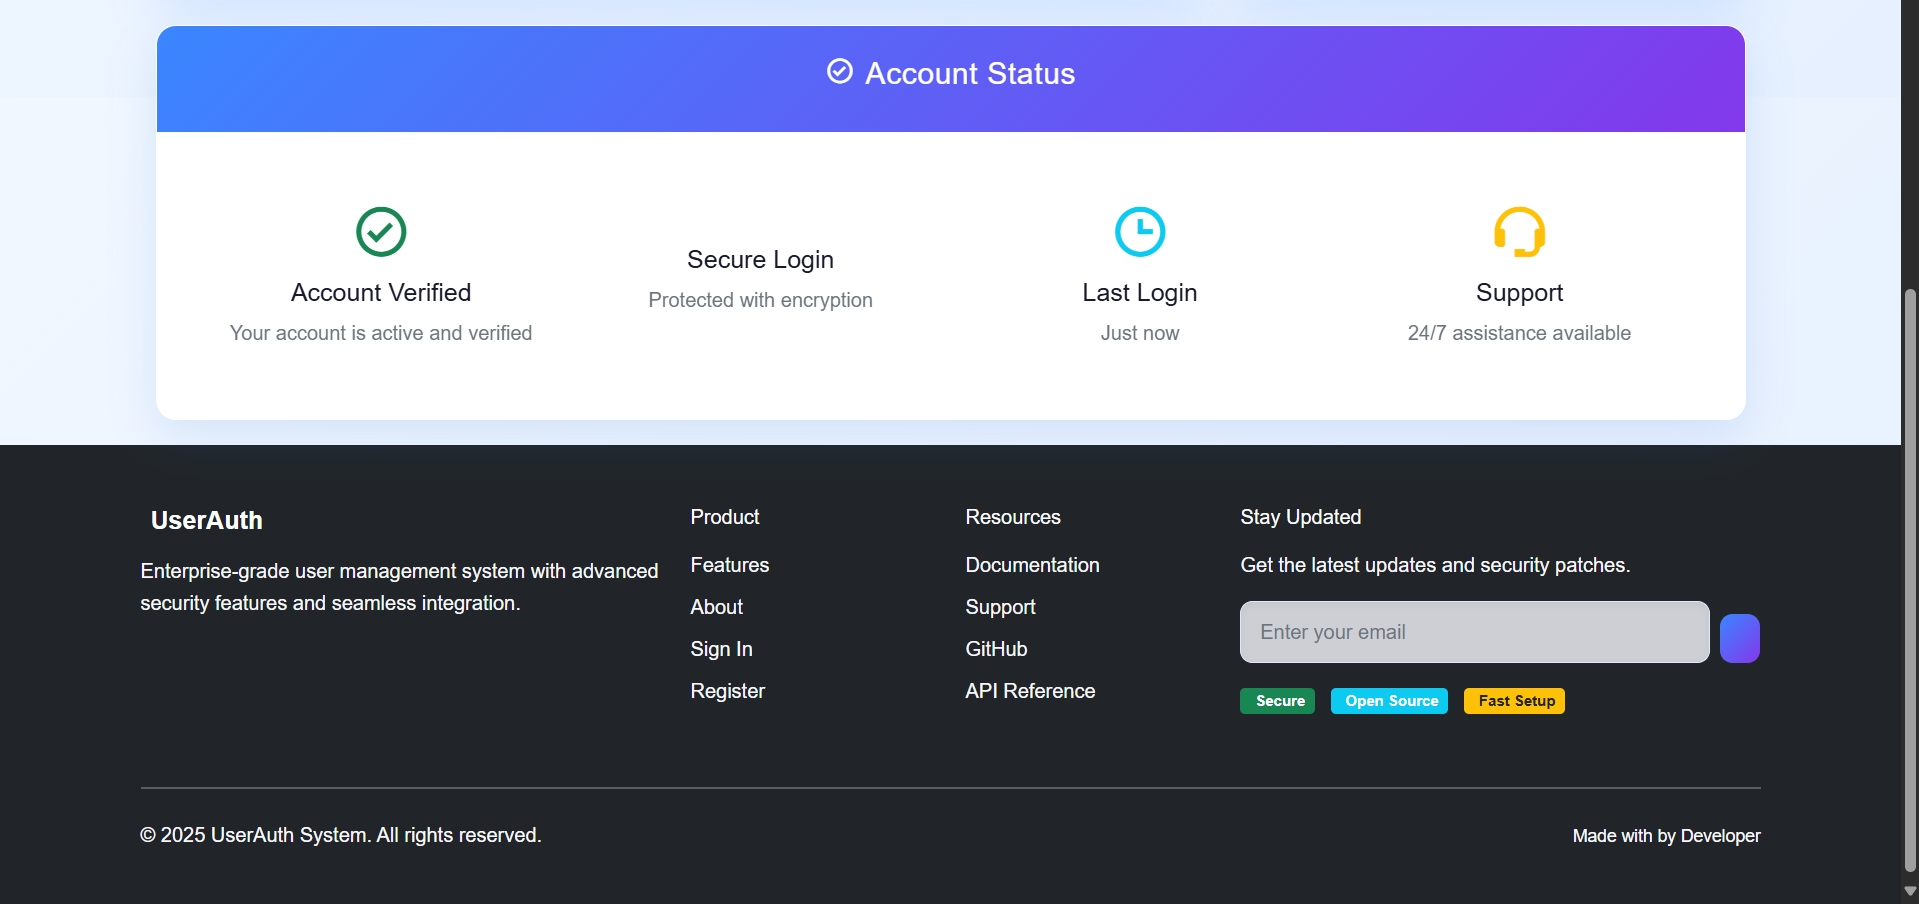 Account Status
Account Verified
Your account is active and verified
Secure Login
Protected with encryption
Last Login
Just now
Support
24/7 assistance available
UserAuth
Enterprise-grade user management system with advanced
security features and seamless integration.
Product
Features
About
Sign In
Register
Resources
Documentation
Support
GitHub
API Reference
Stay Updated
Get the latest updates and security patches.
Enter your email
Secure
Open Source
Fast Setup
© 2025 UserAuth System. All rights reserved.
Made with by Developer